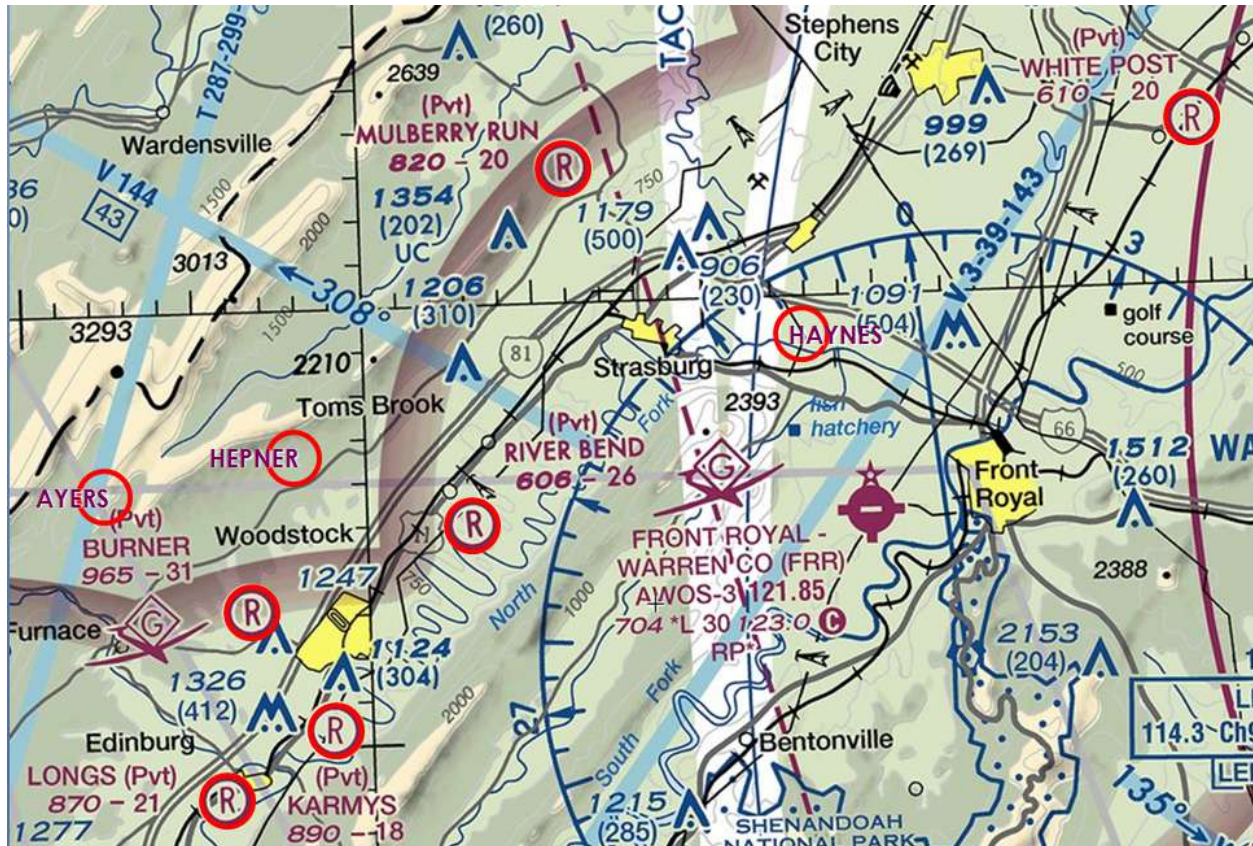 (260)
TAC
Stephens
City
T 287-299
2639
(Pvt)
MULBERRY RUN
820 - 20
(Pvt)
WHITE POST
610 - 20
R
R
999
(269)
Wardensville
V 144
43
1500
2000
750
1354
(202)
UC
1179
(500)
V3-39-143
0
3
3013
308°
1206
(310)
906
(230)
1091
(504)
HAYNES
golf
course
3293
1500
2210
81
Strasburg
500
Toms Brook
2393
fish
hatchery
66
Fork
(Pvt)
RIVER BEND
606 - 26
HEPNER
AYERS
G
Front
Royal
1512
(260)
WA
(Pvt)
BURNER
965 - 31
Woodstock
11
R
FRONT ROYAL -
WARREN CO (FRR)
AWOS-3 121.85
704 *L 30 123.0 C
RP*
2388
1247
750
North
1000
Furnace
G
R
1124
(304)
2153
(204)
1326
(412)
2000
27
Fork
South
Edinburg
R
Bentonville
114.3 Ch
LONGS (Pvt)
870 - 21
R
(Pvt)
KARMYS
890 - 18
1277
1215
(285)
SHENANDOAH
NATIONAL PARK
135°